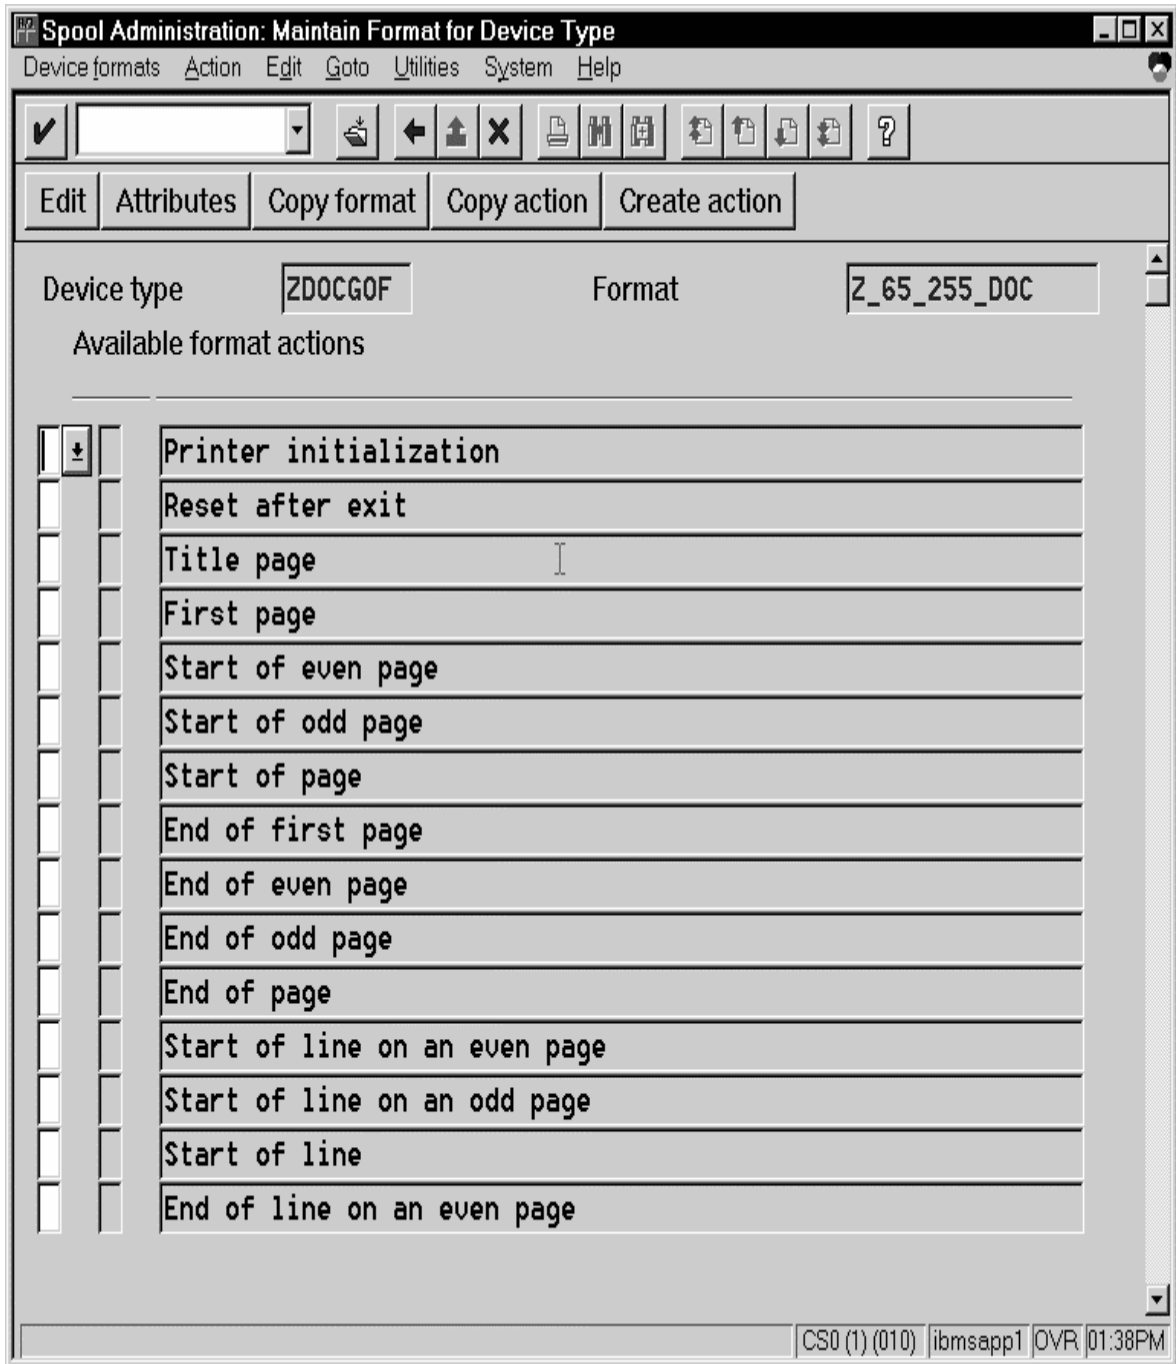 Spool Administration: Maintain Format for Device Type
Device formats Action Edit Goto Utilities System Help
Edit Attributes Copy format Copy action Create action
Device type ZDOCGOF Format Z_65_255_DOC
Available format actions
Printer initialization
Reset after exit
Title page
First page
Start of even page
Start of odd page
Start of page
End of first page
End of even page
End of odd page
End of page
Start of line on an even page
Start of line on an odd page
Start of line
End of line on an even page
CS0 (1) (010) ibmsapp1 OVR 01:38PM